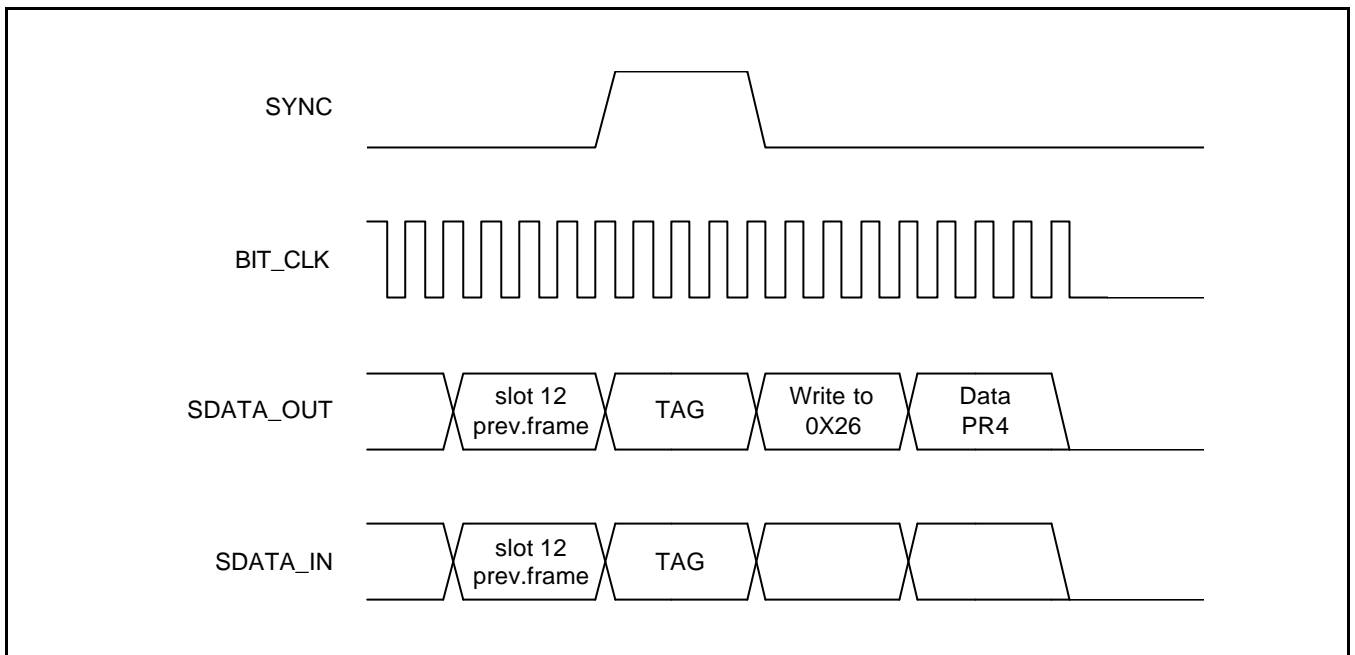 SYNC
BIT_CLK
SDATA_OUT
slot 12
prev.frame
TAG
Write to
0X26
Data
PR4
SDATA_IN
slot 12
prev.frame
TAG